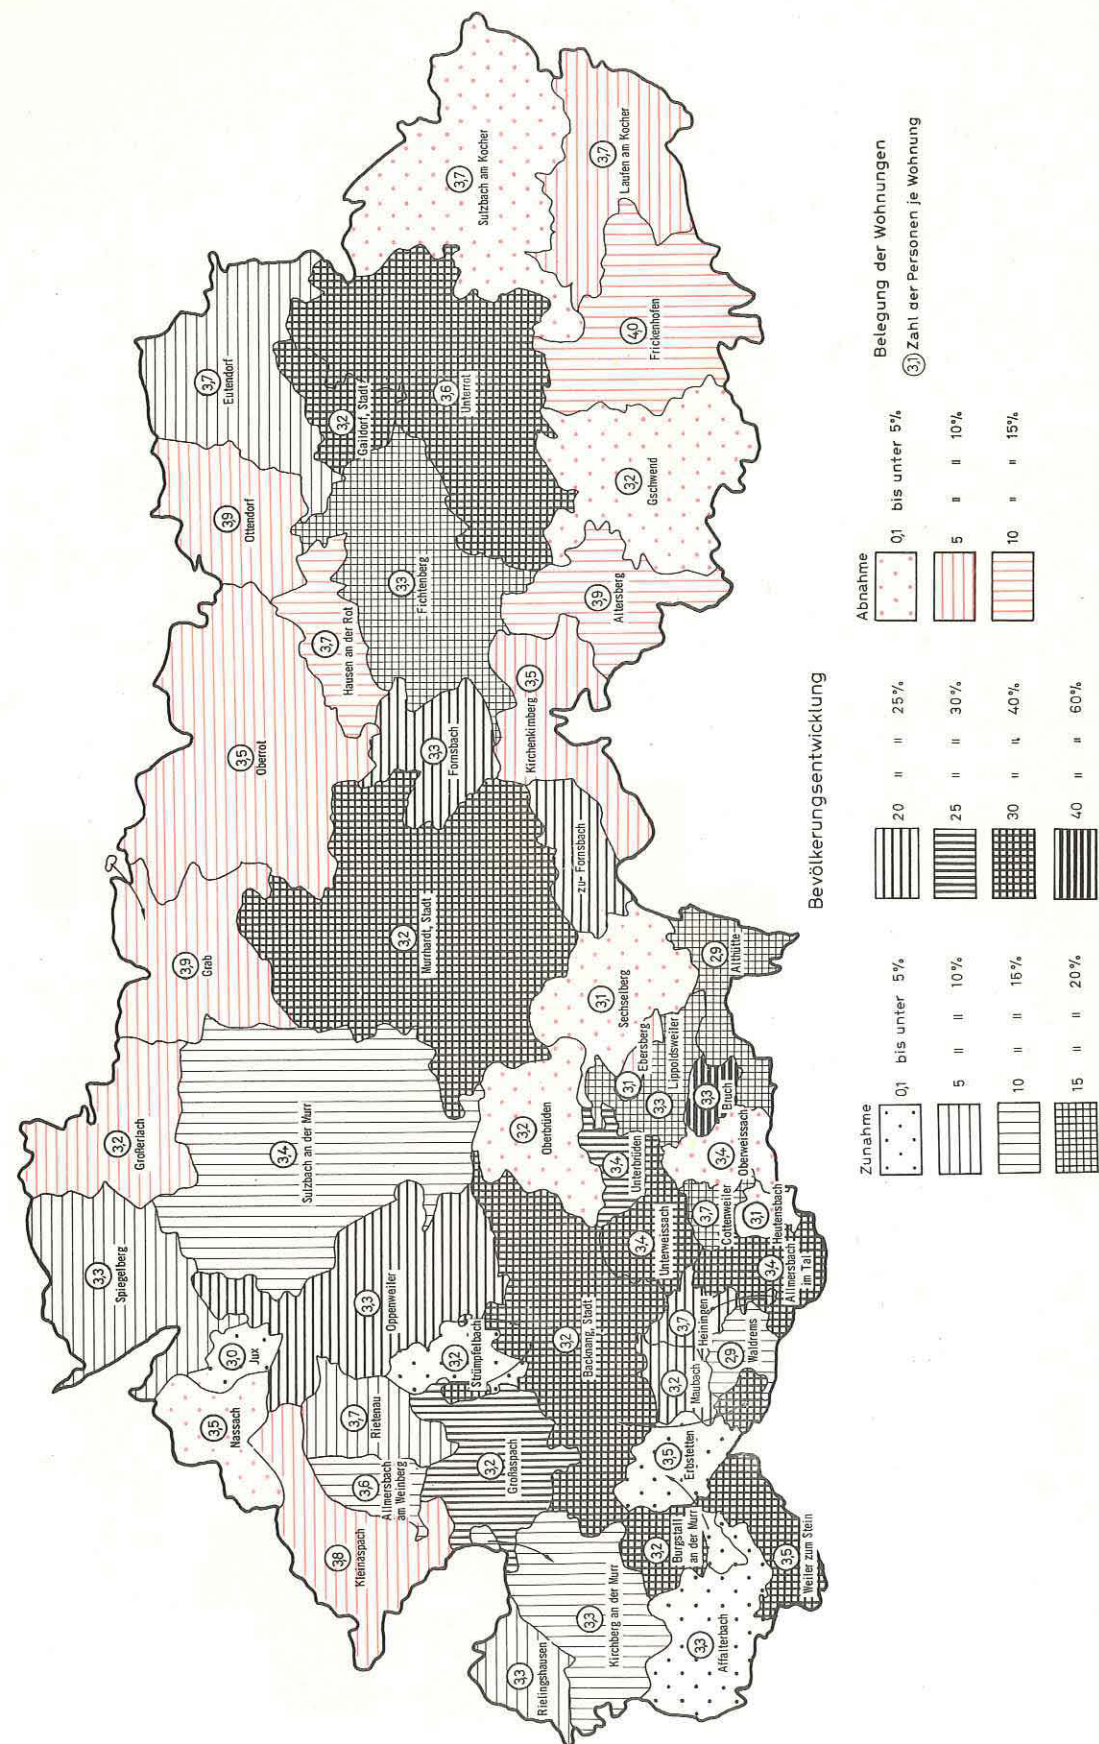 3,3
Spiegelberg
3,2
Großerlach
3,9
Grab
3,5
Oberrot
3,9
Ottendorf
3,7
Eutendorf
3,5
Nassach
3,0
Jux
3,4
Sulzbach an der Murr
3,7
Hausen an der Rot
3,2
Gaildorf, Stadt
3,8
Kleinaspach
3,6
Allmersbach
am Weinberg
3,7
Rietenau
3,3
Oppenweiler
3,2
Murrhardt, Stadt
3,3
Fornsbach
3,3
Fichtenberg
3,6
Unterrot
3,7
Sulzbach am Kocher
3,2
Großaspach
3,2
Strümpfelbach
3,2
Oberbrüden
3,5
Kirchenkirnberg
3,3
Rielingshausen
3,3
Kirchberg an der Murr
3,2
Backnang, Stadt
3,4
Unterbrüden
3,1
Ebersberg
3,1
Sechselberg
zu-Fornsbach
3,9
Altersberg
3,2
Gschwend
4,0
Frickenhofen
3,7
Laufen am Kocher
3,2
Burgstall
an der Murr
3,5
Erbstetten
3,2
Maubach
3,7
Heiningen
3,4
Unterweissach
3,3
Lippoldsweiler
3,3
Affalterbach
3,5
Weiler zum Stein
2,9
Waldrems
3,7
Cottenweiler
3,4
Oberweissach
3,3
Bruch
2,9
Althütte
3,4
Allmersbach
im Tal
3,1
Heutensbach
Bevölkerungsentwicklung
Zunahme
0,1 bis unter 5%
5 " " 10%
10 " " 15%
15 " " 20%
20 " " 25%
25 " " 30%
30 " " 40%
40 " " 60%
Abnahme
0,1 bis unter 5%
5 " " 10%
10 " " 15%
Belegung der Wohnungen
3,1 Zahl der Personen je Wohnung